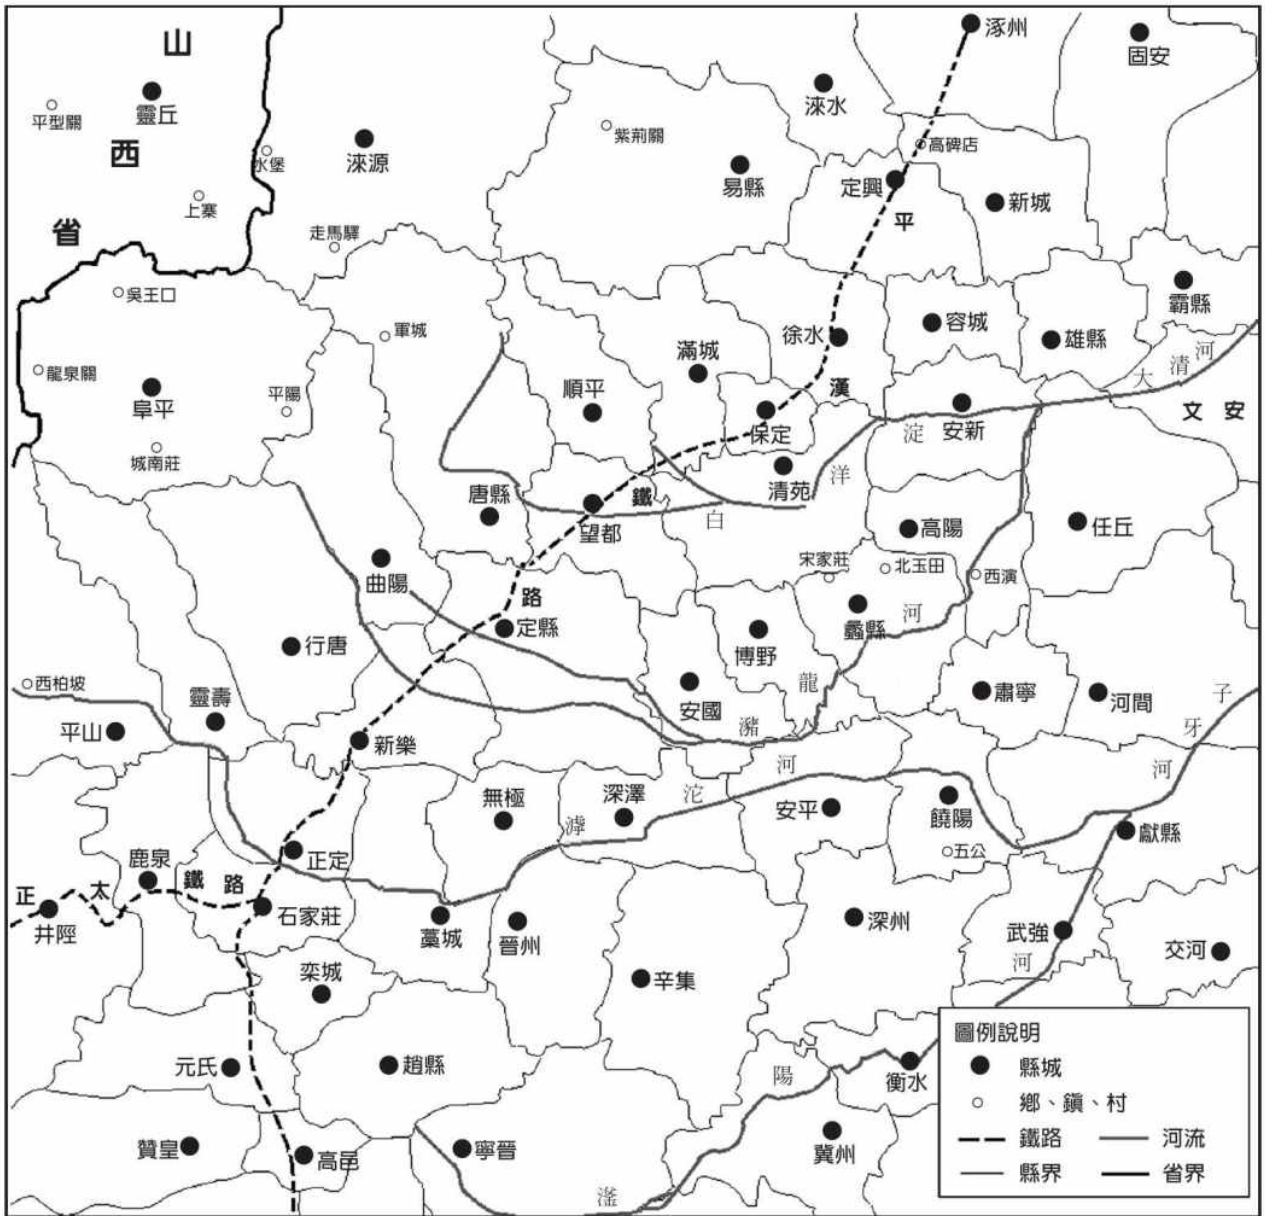 山
西
省
靈丘
平型關
水堡
上寨
淶源
走馬驛
紫荊關
淶水
易縣
涿州
固安
高碑店
定興
新城
平
漢
鐵
路
吳王口
龍泉關
阜平
平陽
城南莊
軍城
順平
滿城
徐水
容城
雄縣
霸縣
大
清
河
文安
保定
安新
淀
洋
白
清苑
唐縣
望都
高陽
任丘
宋家莊
北玉田
西演
曲陽
定縣
博野
蠡縣
河
龍
瀦
行唐
西柏坡
靈壽
平山
安國
肅寧
河間
子
牙
河
新樂
無極
深澤
滹
沱
河
安平
饒陽
五公
獻縣
鹿泉
正定
正
太
鐵
路
井陘
石家莊
藁城
晉州
深州
武強
河
交河
欒城
辛集
元氏
趙縣
陽
衡水
贊皇
高邑
寧晉
滏
冀州
圖例說明
縣城
鄉、鎮、村
鐵路
河流
縣界
省界